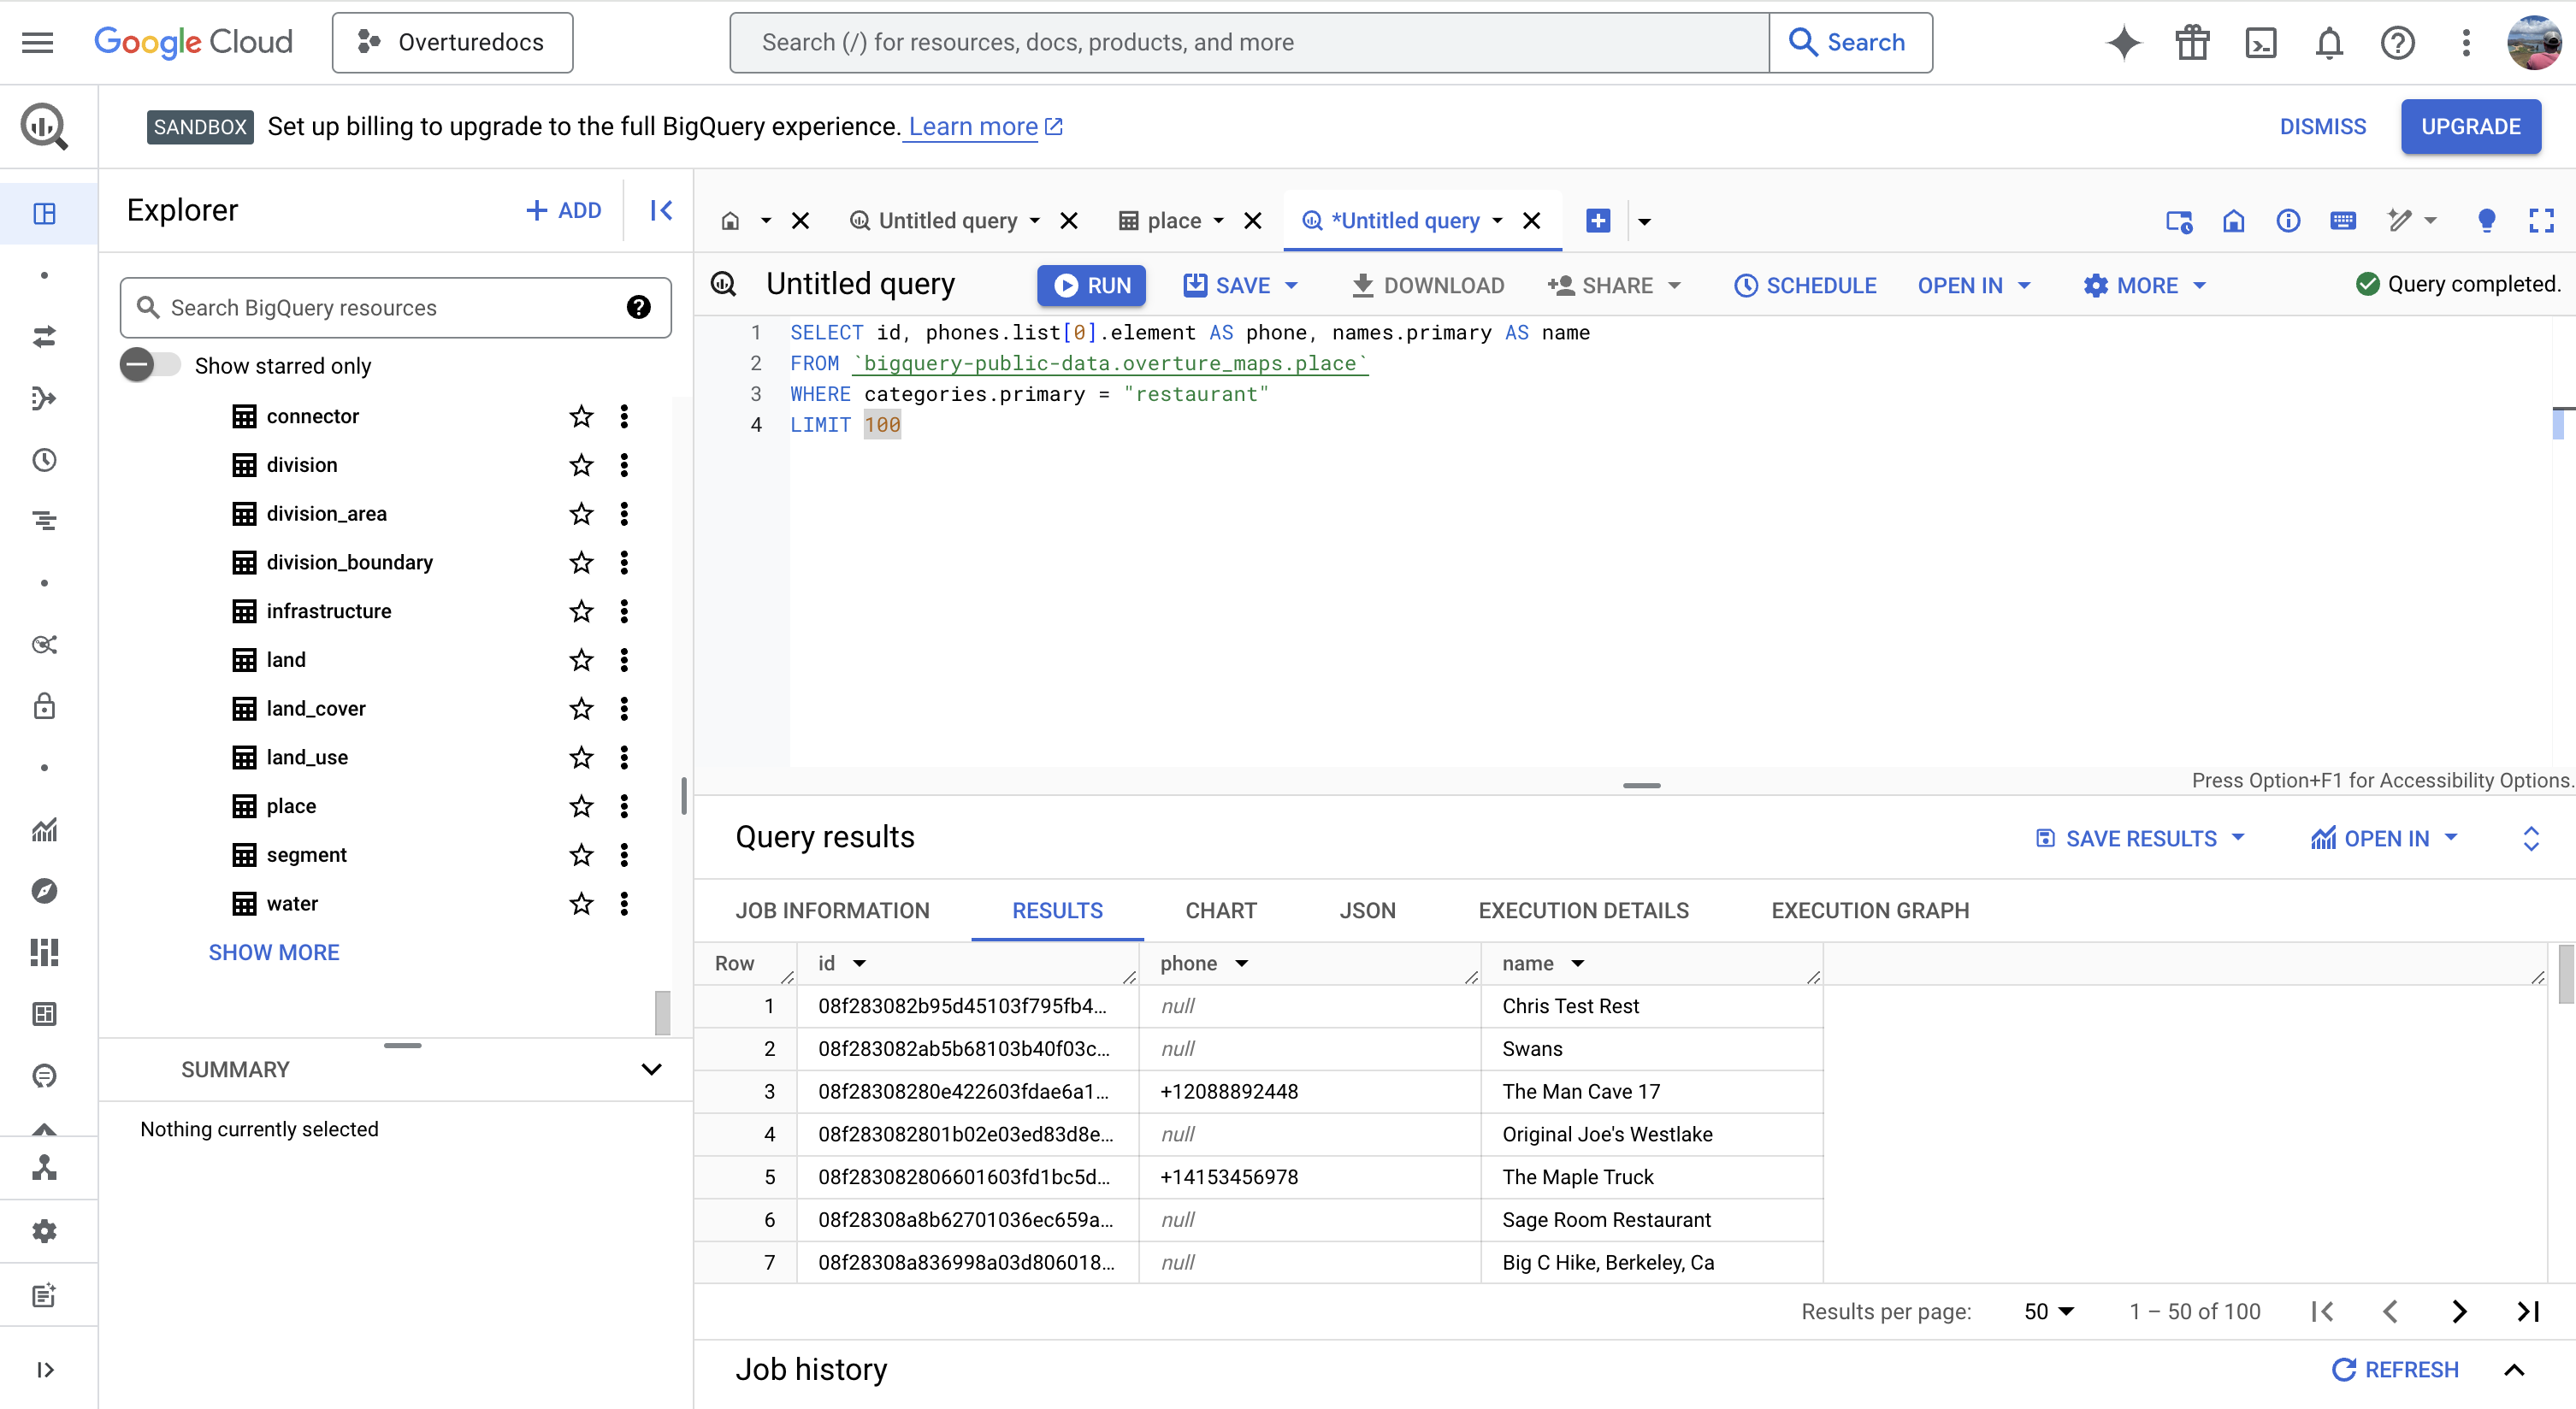 Google Cloud
Overturedocs
Search (/) for resources, docs, products, and more
Search
SANDBOX Set up billing to upgrade to the full BigQuery experience. Learn more
DISMISS
UPGRADE
Explorer
ADD
Search BigQuery resources
Show starred only
connector
division
division_area
division_boundary
infrastructure
land
land_cover
land_use
place
segment
water
SHOW MORE
SUMMARY
Nothing currently selected
Untitled query
place
*Untitled query
Untitled query
RUN
SAVE
DOWNLOAD
SHARE
SCHEDULE
OPEN IN
MORE
Query completed.
1 SELECT id, phones.list[0].element AS phone, names.primary AS name
2 FROM `bigquery-public-data.overture_maps.place`
3 WHERE categories.primary = "restaurant"
4 LIMIT 100
Press Option+F1 for Accessibility Options.
Query results
SAVE RESULTS
OPEN IN
JOB INFORMATION RESULTS CHART JSON EXECUTION DETAILS EXECUTION GRAPH
Row id phone name
1 08f283082b95d45103f795fb4... null Chris Test Rest
2 08f283082ab5b68103b40f03c... null Swans
3 08f28308280e422603fdae6a1... +12088892448 The Man Cave 17
4 08f283082801b02e03ed83d8e... null Original Joe's Westlake
5 08f283082806601603fd1bc5d... +14153456978 The Maple Truck
6 08f28308a8b62701036ec659a... null Sage Room Restaurant
7 08f28308a836998a03d806018... null Big C Hike, Berkeley, Ca
Results per page: 50 1 – 50 of 100
Job history
REFRESH